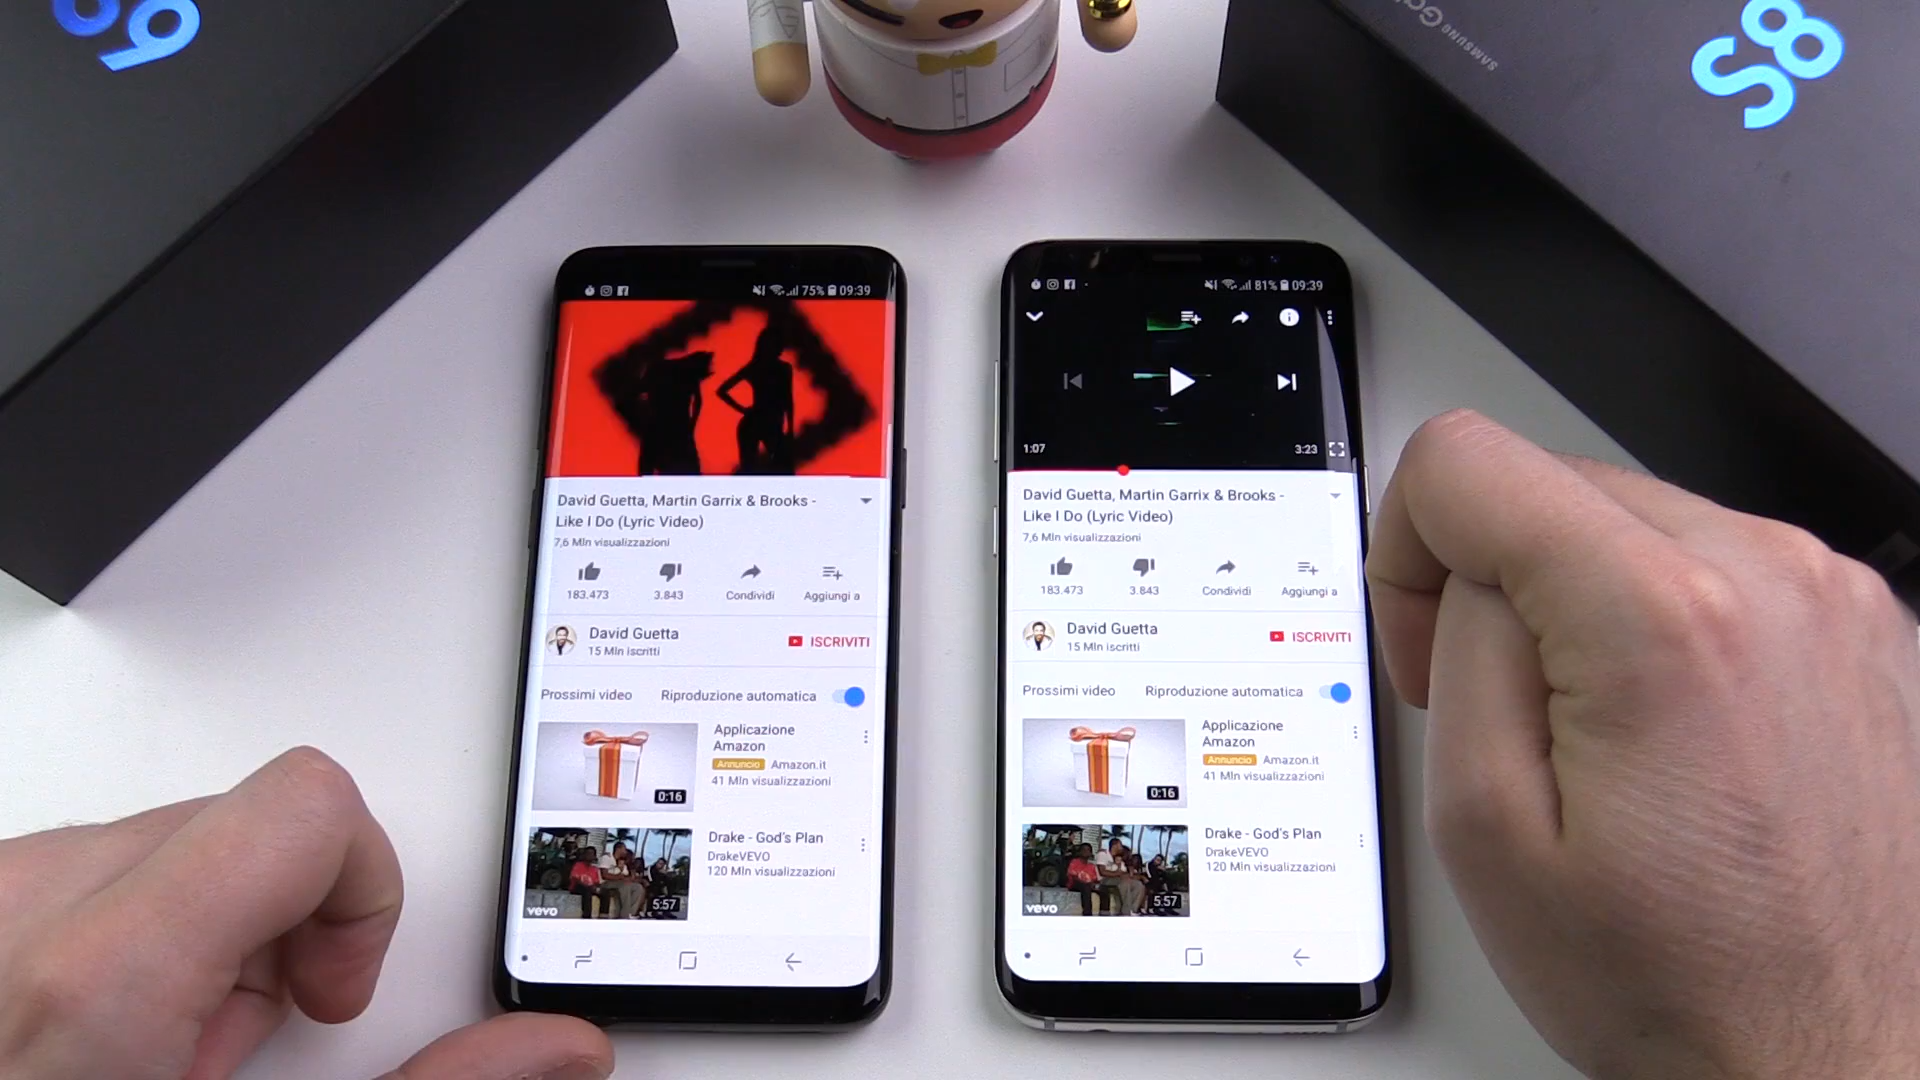 S9
SAMSUNG Ga
S8
75% 09:39
David Guetta, Martin Garrix & Brooks -
Like I Do (Lyric Video)
7,6 Mln visualizzazioni
183.473
3.843
Condividi
Aggiungi a
David Guetta
15 Mln iscritti
ISCRIVITI
Prossimi video
Riproduzione automatica
Applicazione
Amazon
Annuncio Amazon.it
41 Mln visualizzazioni
0:16
Drake - God's Plan
DrakeVEVO
120 Mln visualizzazioni
vevo
5:57
81% 09:39
1:07
3:23
David Guetta, Martin Garrix & Brooks -
Like I Do (Lyric Video)
7,6 Mln visualizzazioni
183.473
3.843
Condividi
Aggiungi a
David Guetta
15 Mln iscritti
ISCRIVITI
Prossimi video
Riproduzione automatica
Applicazione
Amazon
Annuncio Amazon.it
41 Mln visualizzazioni
0:16
Drake - God's Plan
DrakeVEVO
120 Mln visualizzazioni
vevo
5:57